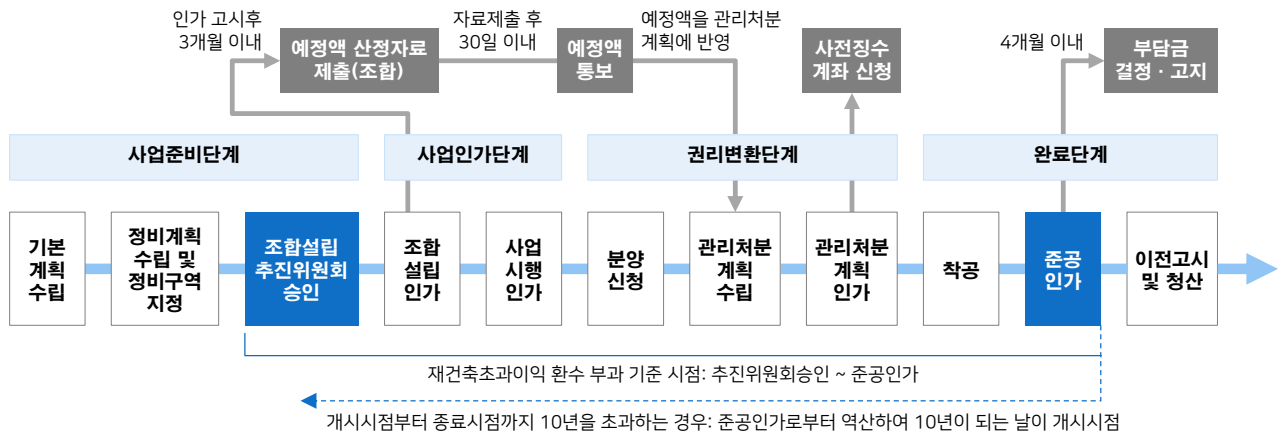 인가 고시후
3개월 이내
예정액 산정자료
제출(조합)
자료제출 후
30일 이내
예정액
통보
예정액을 관리처분
계획에 반영
사전징수
계좌 신청
4개월 이내
부담금
결정 · 고지
사업준비단계
사업인가단계
권리변환단계
완료단계
기본
계획
수립
정비계획
수립 및
정비구역
지정
조합설립
추진위원회
승인
조합
설립
인가
사업
시행
인가
분양
신청
관리처분
계획
수립
관리처분
계획
인가
착공
준공
인가
이전고시
및 청산
재건축초과이익 환수 부과 기준 시점: 추진위원회승인 ~ 준공인가
개시시점부터 종료시점까지 10년을 초과하는 경우: 준공인가로부터 역산하여 10년이 되는 날이 개시시점